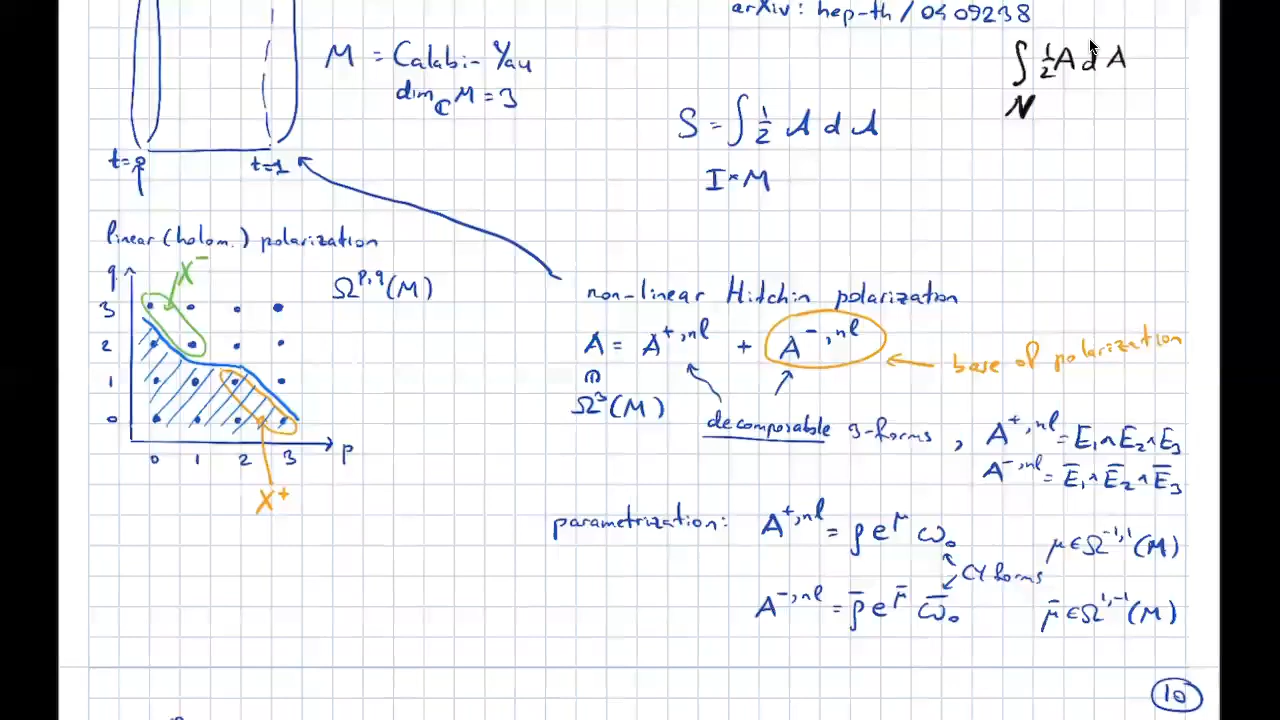 arXiv: hep-th/0409238
M = Calabi-Yau
dim_ℂ M = 3
∫_N ½ A d A
S = ∫_{I×M} ½ 𝒜 d 𝒜
t=0
t=1
linear (holom.) polarization
X⁻
q
Ω^{p,q}(M)
3
2
1
0
0 1 2 3 p
X⁺
non-linear Hitchin polarization
A = A^{+,nl} + A^{-,nl}
base of polarization
Ω³(M)
decomposable 3-forms, A^{+,nl} = E₁∧E₂∧E₃
A^{-,nl} = Ē₁∧Ē₂∧Ē₃
parametrization: A^{+,nl} = ρ e^μ ω₀ μ∈Ω^{-1,1}(M)
CY forms
A^{-,nl} = ρ̄ e^{μ̄} ω̄₀ μ̄∈Ω^{1,-1}(M)
10